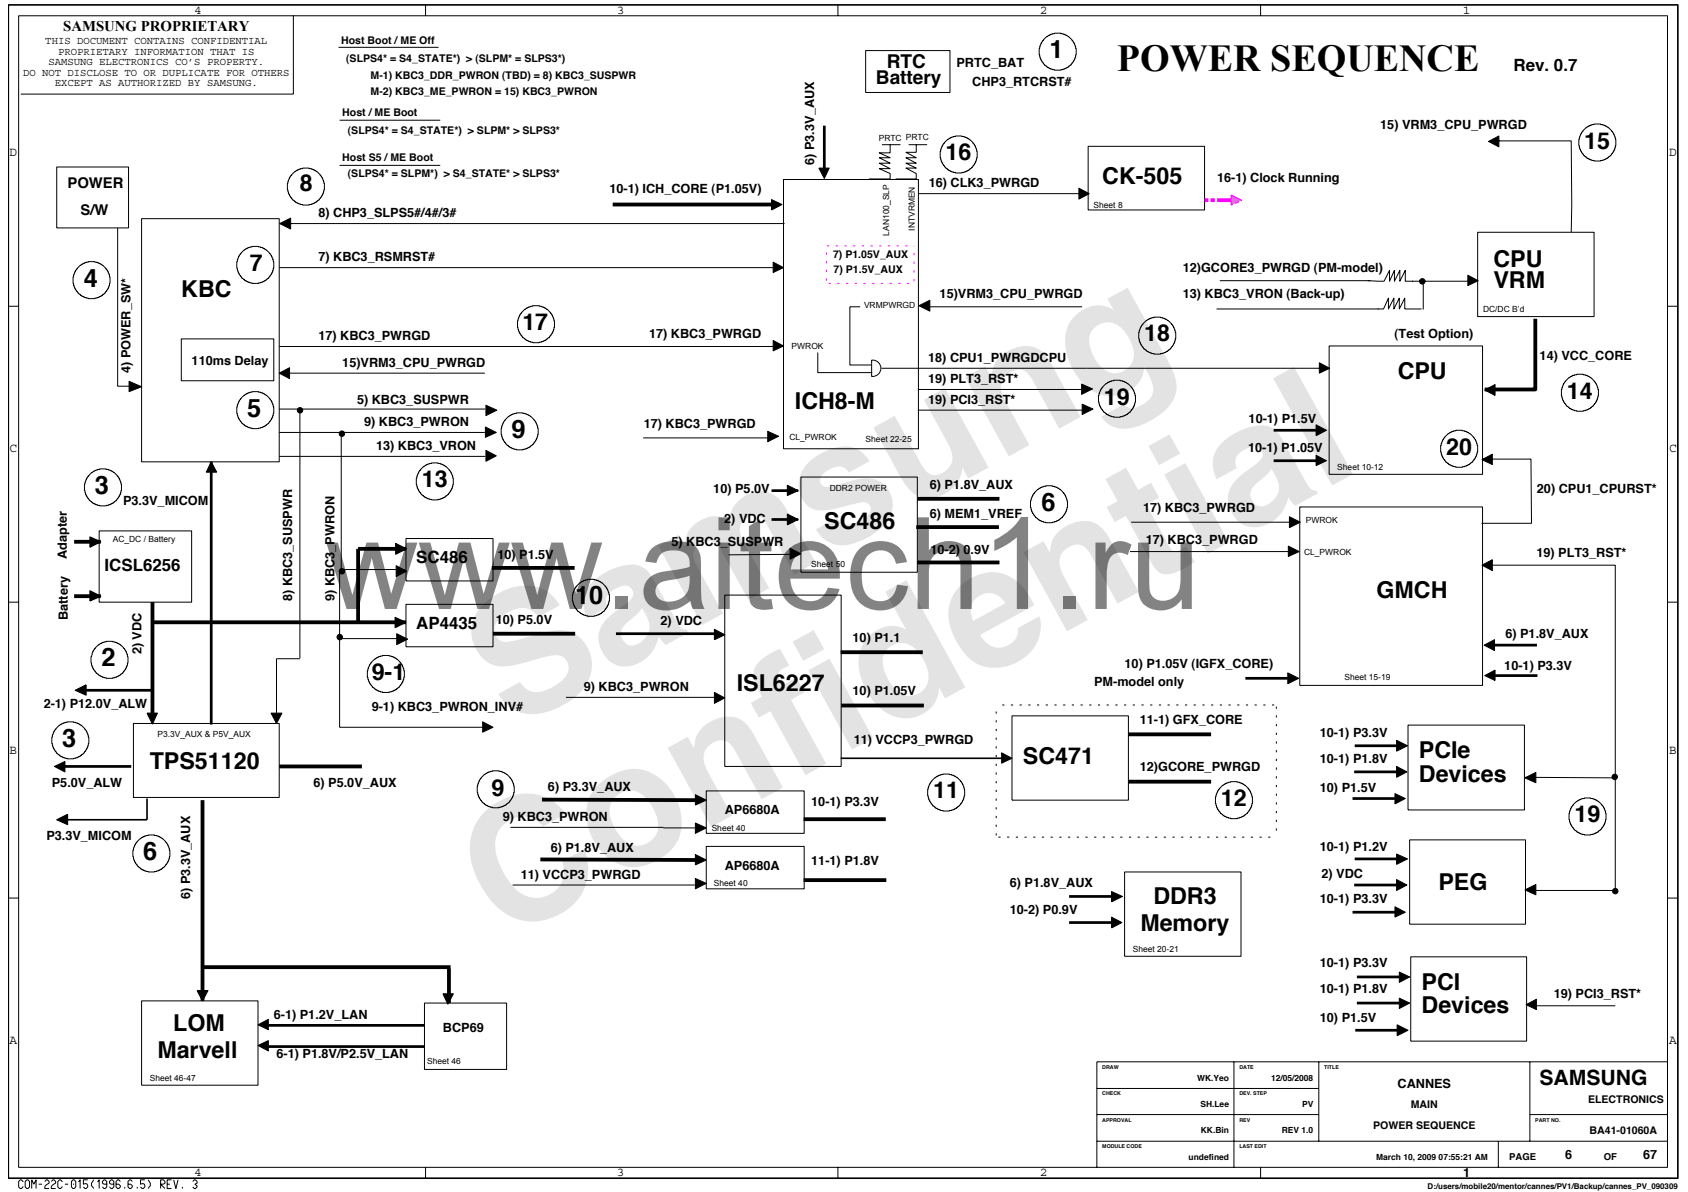 4
3
2
1
SAMSUNG PROPRIETARY
THIS DOCUMENT CONTAINS CONFIDENTIAL
PROPRIETARY INFORMATION THAT IS
SAMSUNG ELECTRONICS CO'S PROPERTY.
DO NOT DISCLOSE TO OR DUPLICATE FOR OTHERS
EXCEPT AS AUTHORIZED BY SAMSUNG.
Host Boot / ME Off
(SLPS4* = S4_STATE*) > (SLPM* = SLPS3*)
M-1) KBC3_DDR_PWRON (TBD) = 8) KBC3_SUSPWR
M-2) KBC3_ME_PWRON = 15) KBC3_PWRON
Host / ME Boot
(SLPS4* = S4_STATE*) > SLPM* > SLPS3*
Host S5 / ME Boot
(SLPS4* = SLPM*) > S4_STATE* > SLPS3*
RTC
Battery
PRTC_BAT
CHP3_RTCRST#
1
POWER SEQUENCE
Rev. 0.7
D
D
C
C
B
B
A
A
POWER
S/W
4
4) POWER_SW*
KBC
7
110ms Delay
5
8
8) CHP3_SLPS5#/4#/3#
7) KBC3_RSMRST#
17) KBC3_PWRGD
17
17) KBC3_PWRGD
15)VRM3_CPU_PWRGD
5) KBC3_SUSPWR
9) KBC3_PWRON
9
13) KBC3_VRON
13
6) P3.3V_AUX
10-1) ICH_CORE (P1.05V)
PRTC
PRTC
LAN100_SLP
INTVRMEN
7) P1.05V_AUX
7) P1.5V_AUX
VRMPWRGD
PWROK
ICH8-M
CL_PWROK
Sheet 22-25
17) KBC3_PWRGD
16
16) CLK3_PWRGD
CK-505
Sheet 8
16-1) Clock Running
15)VRM3_CPU_PWRGD
18
18) CPU1_PWRGDCPU
19) PLT3_RST*
19) PCI3_RST*
19
15) VRM3_CPU_PWRGD
15
12)GCORE3_PWRGD (PM-model)
13) KBC3_VRON (Back-up)
CPU
VRM
DC/DC B'd
(Test Option)
14) VCC_CORE
14
CPU
10-1) P1.5V
10-1) P1.05V
20
Sheet 10-12
20) CPU1_CPURST*
3
P3.3V_MICOM
Adapter
Battery
AC_DC / Battery
ICSL6256
2
2) VDC
2-1) P12.0V_ALW
8) KBC3_SUSPWR
9) KBC3_PWRON
SC486
10) P1.5V
10
AP4435
10) P5.0V
9-1
9-1) KBC3_PWRON_INV#
10) P5.0V
2) VDC
5) KBC3_SUSPWR
DDR2 POWER
SC486
Sheet 50
6) P1.8V_AUX
6) MEM1_VREF
10-2) 0.9V
6
2) VDC
9) KBC3_PWRON
ISL6227
10) P1.1
10) P1.05V
11) VCCP3_PWRGD
11
SC471
11-1) GFX_CORE
12)GCORE_PWRGD
12
17) KBC3_PWRGD
17) KBC3_PWRGD
PWROK
CL_PWROK
GMCH
Sheet 15-19
19) PLT3_RST*
6) P1.8V_AUX
10-1) P3.3V
10) P1.05V (IGFX_CORE)
PM-model only
3
P5.0V_ALW
P3.3V_MICOM
P3.3V_AUX & P5V_AUX
TPS51120
6) P5.0V_AUX
6
6) P3.3V_AUX
9
6) P3.3V_AUX
9) KBC3_PWRON
AP6680A
Sheet 40
10-1) P3.3V
6) P1.8V_AUX
11) VCCP3_PWRGD
AP6680A
Sheet 40
11-1) P1.8V
6) P1.8V_AUX
10-2) P0.9V
DDR3
Memory
Sheet 20-21
10-1) P3.3V
10-1) P1.8V
10) P1.5V
PCIe
Devices
19
10-1) P1.2V
2) VDC
10-1) P3.3V
PEG
10-1) P3.3V
10-1) P1.8V
10) P1.5V
PCI
Devices
19) PCI3_RST*
LOM
Marvell
Sheet 46-47
6-1) P1.2V_LAN
6-1) P1.8V/P2.5V_LAN
BCP69
Sheet 46
Samsung
Confidential
www.aitech1.ru
DRAW
WK.Yeo
DATE
12/05/2008
TITLE
CANNES
MAIN
POWER SEQUENCE
SAMSUNG
ELECTRONICS
CHECK
SH.Lee
DEV. STEP
PV
APPROVAL
KK.Bin
REV
REV 1.0
PART NO.
BA41-01060A
MODULE CODE
undefined
LAST EDIT
March 10, 2009 07:55:21 AM
PAGE 6 OF 67
4
3
2
1
COM-22C-015(1996.6.5) REV. 3
D:/users/mobile20/mentor/cannes/PV1/Backup/cannes_PV_090309